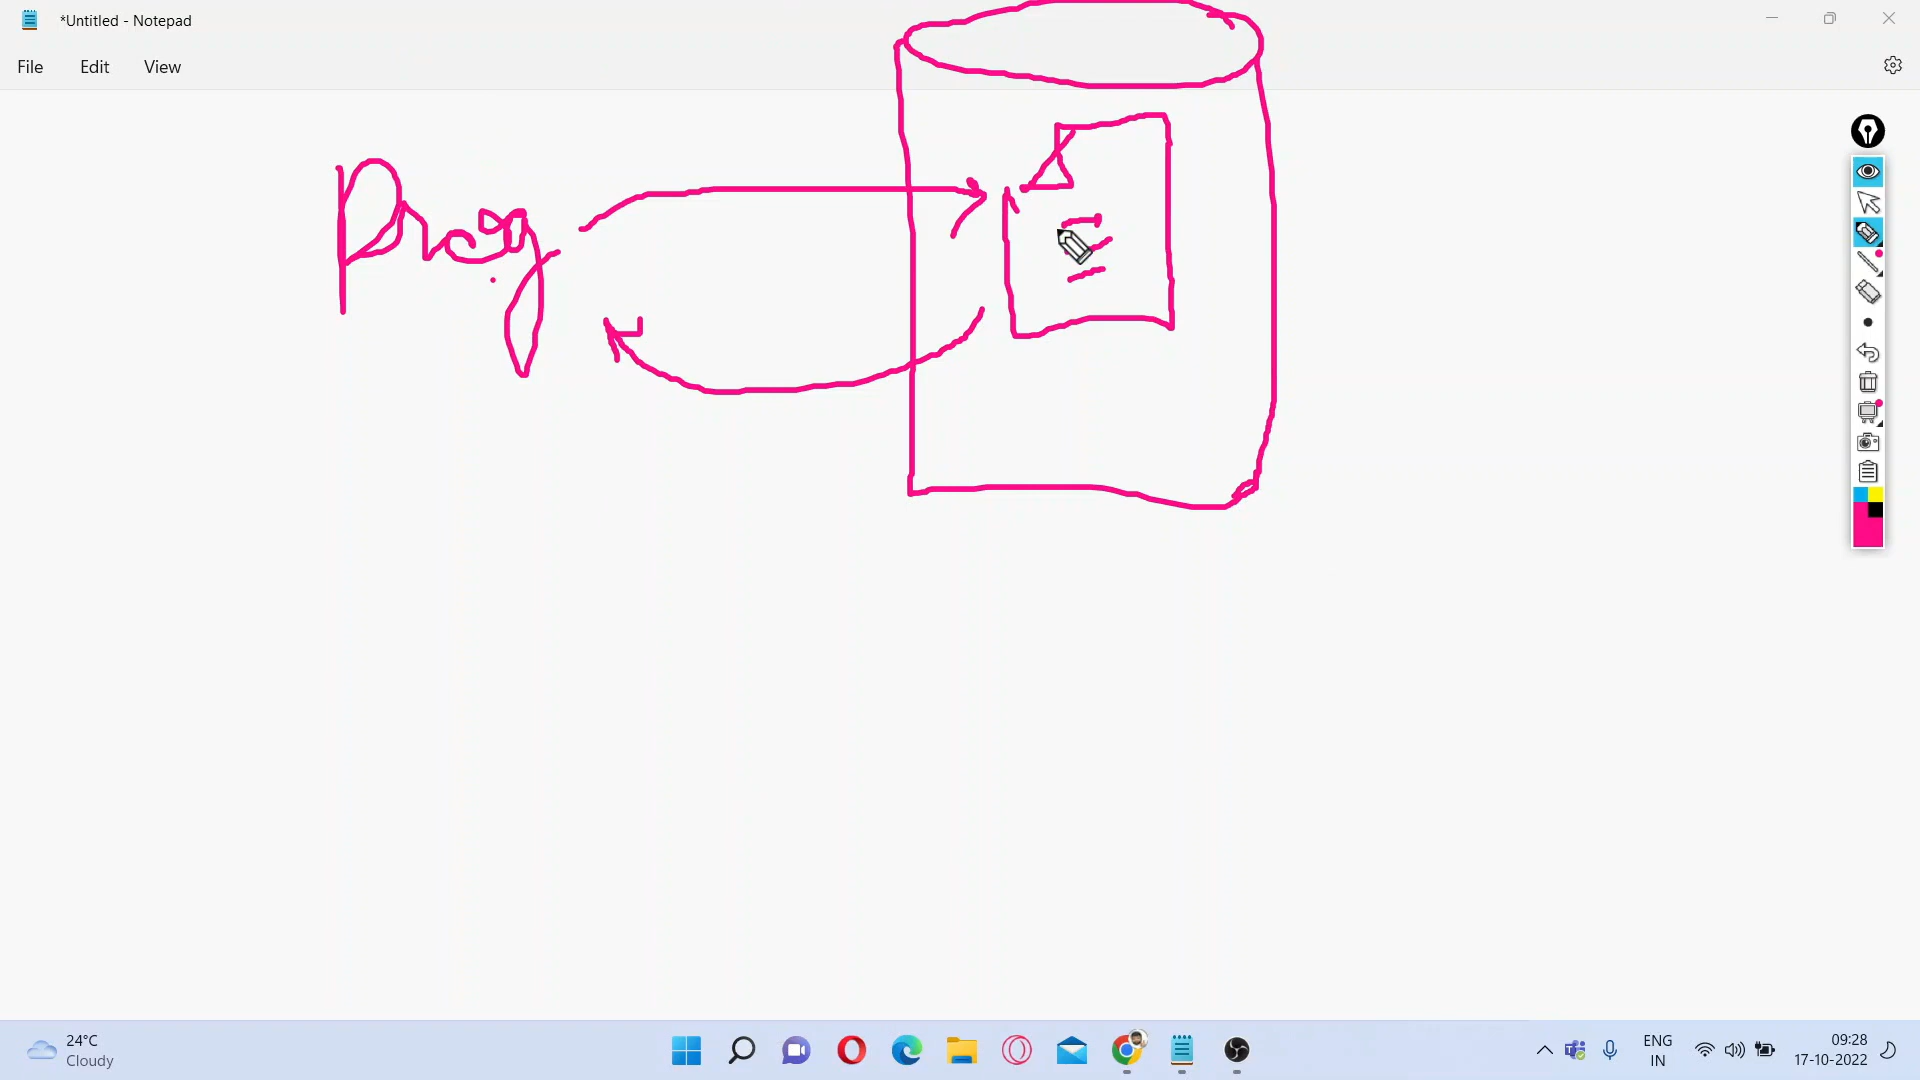 *Untitled - Notepad
File Edit View
Prog
24°C
Cloudy
ENG
IN
09:28
17-10-2022